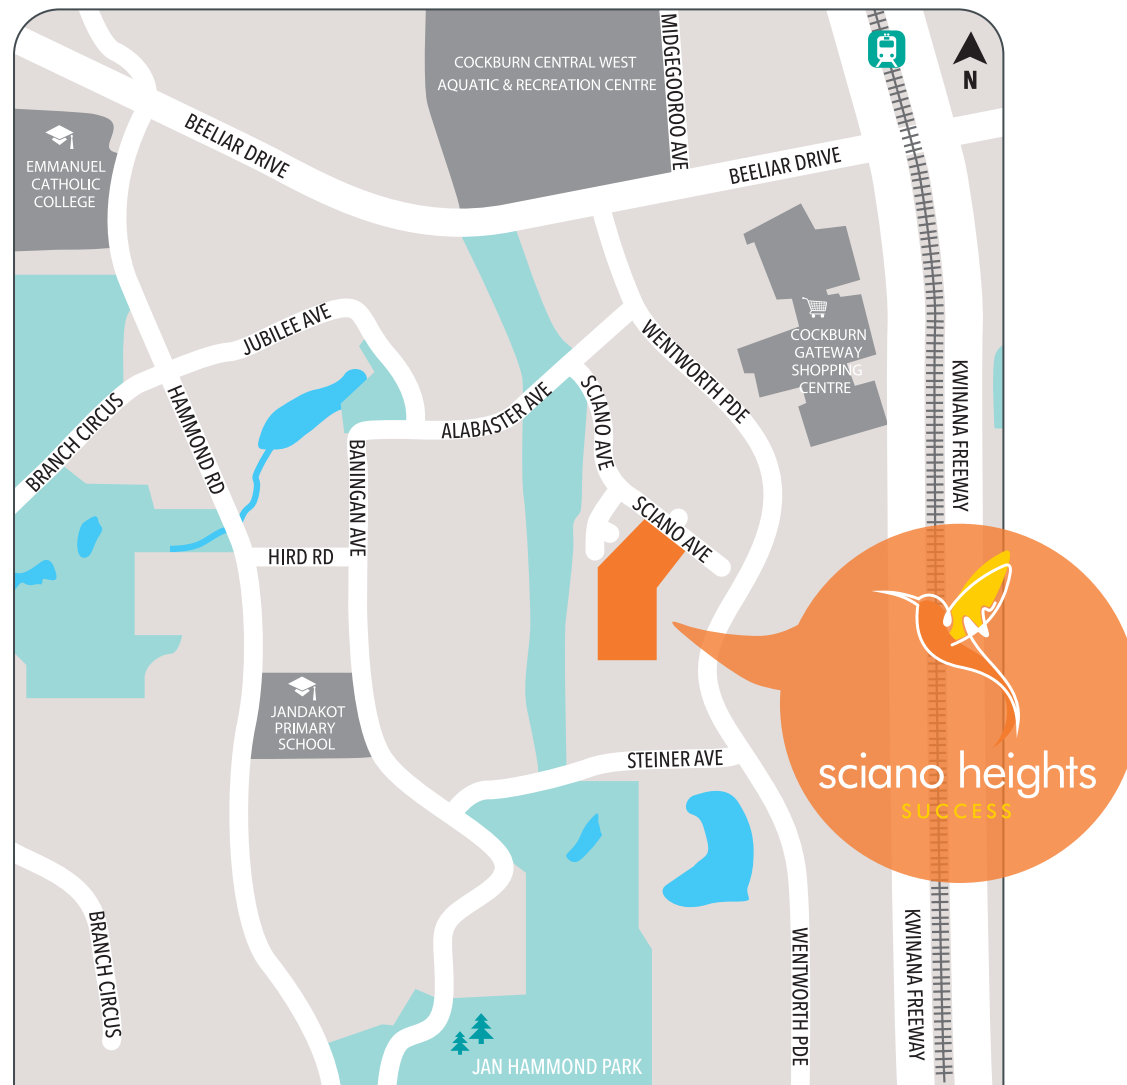 MIDGEGOOROO AVE
COCKBURN CENTRAL WEST
AQUATIC & RECREATION CENTRE
N
BEELIAR DRIVE
BEELIAR DRIVE
EMMANUEL
CATHOLIC
COLLEGE
JUBILEE AVE
WENTWORTH PDE
COCKBURN
GATEWAY
SHOPPING
CENTRE
KWINANA FREEWAY
BRANCH CIRCUS
HAMMOND RD
ALABASTER AVE
SCIANO AVE
BANINGAN AVE
SCIANO AVE
HIRD RD
JANDAKOT
PRIMARY
SCHOOL
STEINER AVE
sciano heights
SUCCESS
BRANCH CIRCUS
WENTWORTH PDE
KWINANA FREEWAY
JAN HAMMOND PARK